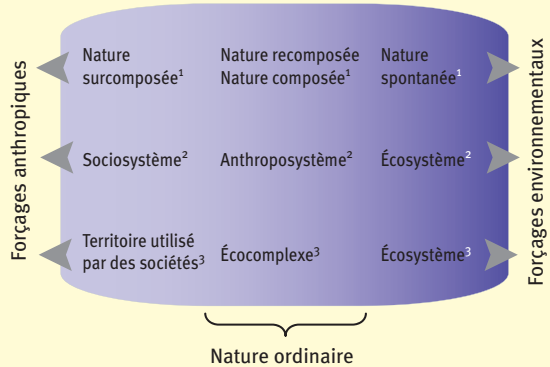 Forçages anthropiques
Nature
surcomposée¹
Nature recomposée
Nature composée¹
Nature
spontanée¹
Sociosystème²
Anthroposystème²
Écosystème²
Territoire utilisé
par des sociétés³
Écocomplexe³
Écosystème³
Forçages environnementaux
Nature ordinaire